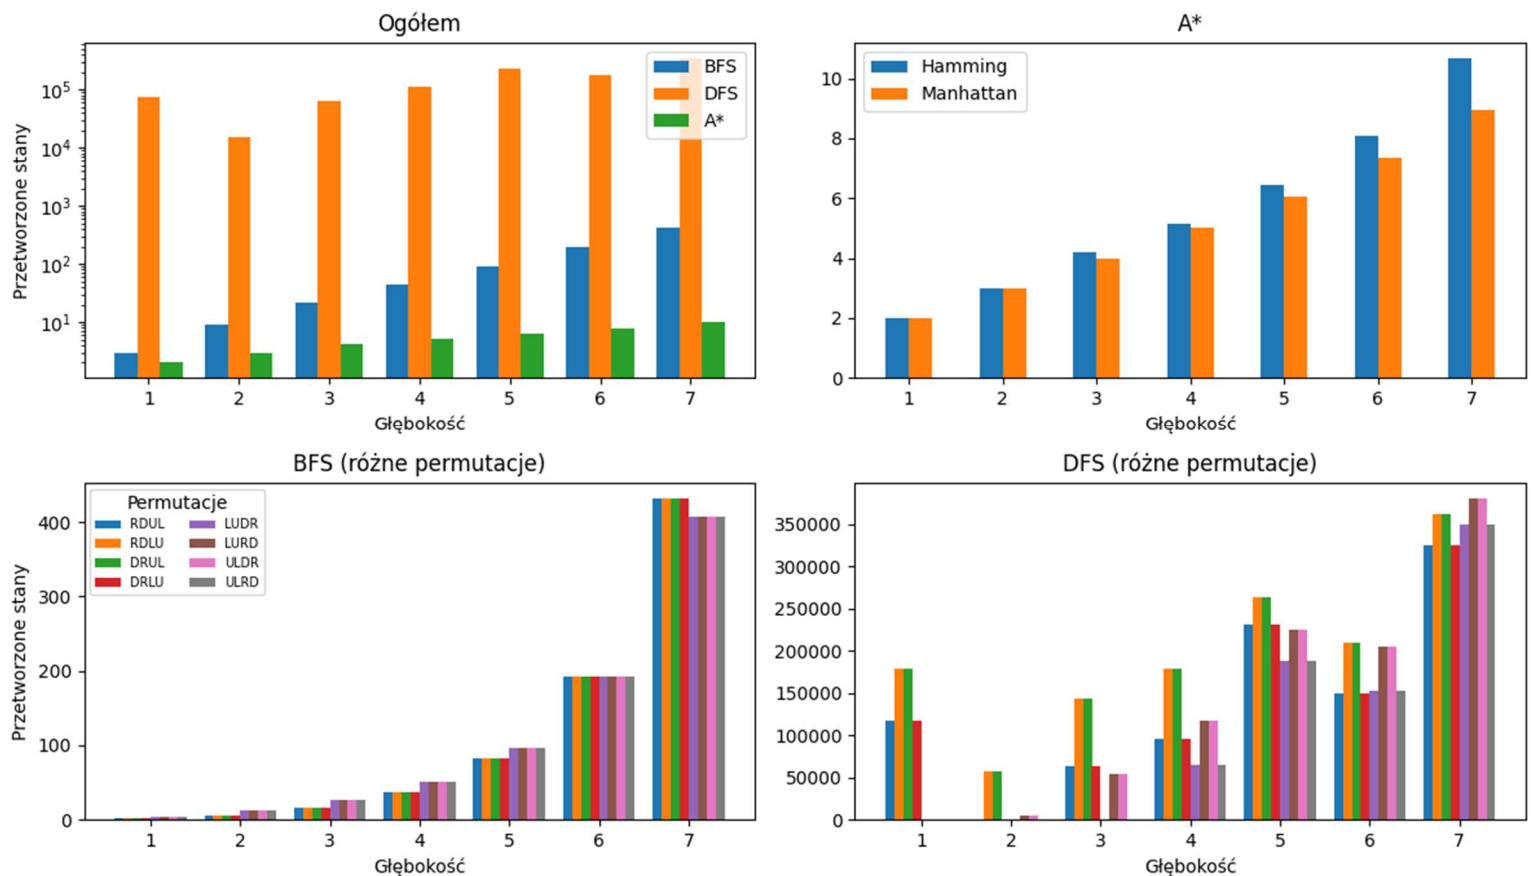 Ogółem
Przetworzone stany
10^5
10^4
10^3
10^2
10^1
BFS
DFS
A*
1 2 3 4 5 6 7
Głębokość
A*
10
8
6
4
2
0
Hamming
Manhattan
1 2 3 4 5 6 7
Głębokość
BFS (różne permutacje)
Przetworzone stany
400
300
200
100
0
Permutacje
RDUL LUDR
RDLU LURD
DRUL ULDR
DRLU ULRD
1 2 3 4 5 6 7
Głębokość
DFS (różne permutacje)
350000
300000
250000
200000
150000
100000
50000
0
1 2 3 4 5 6 7
Głębokość